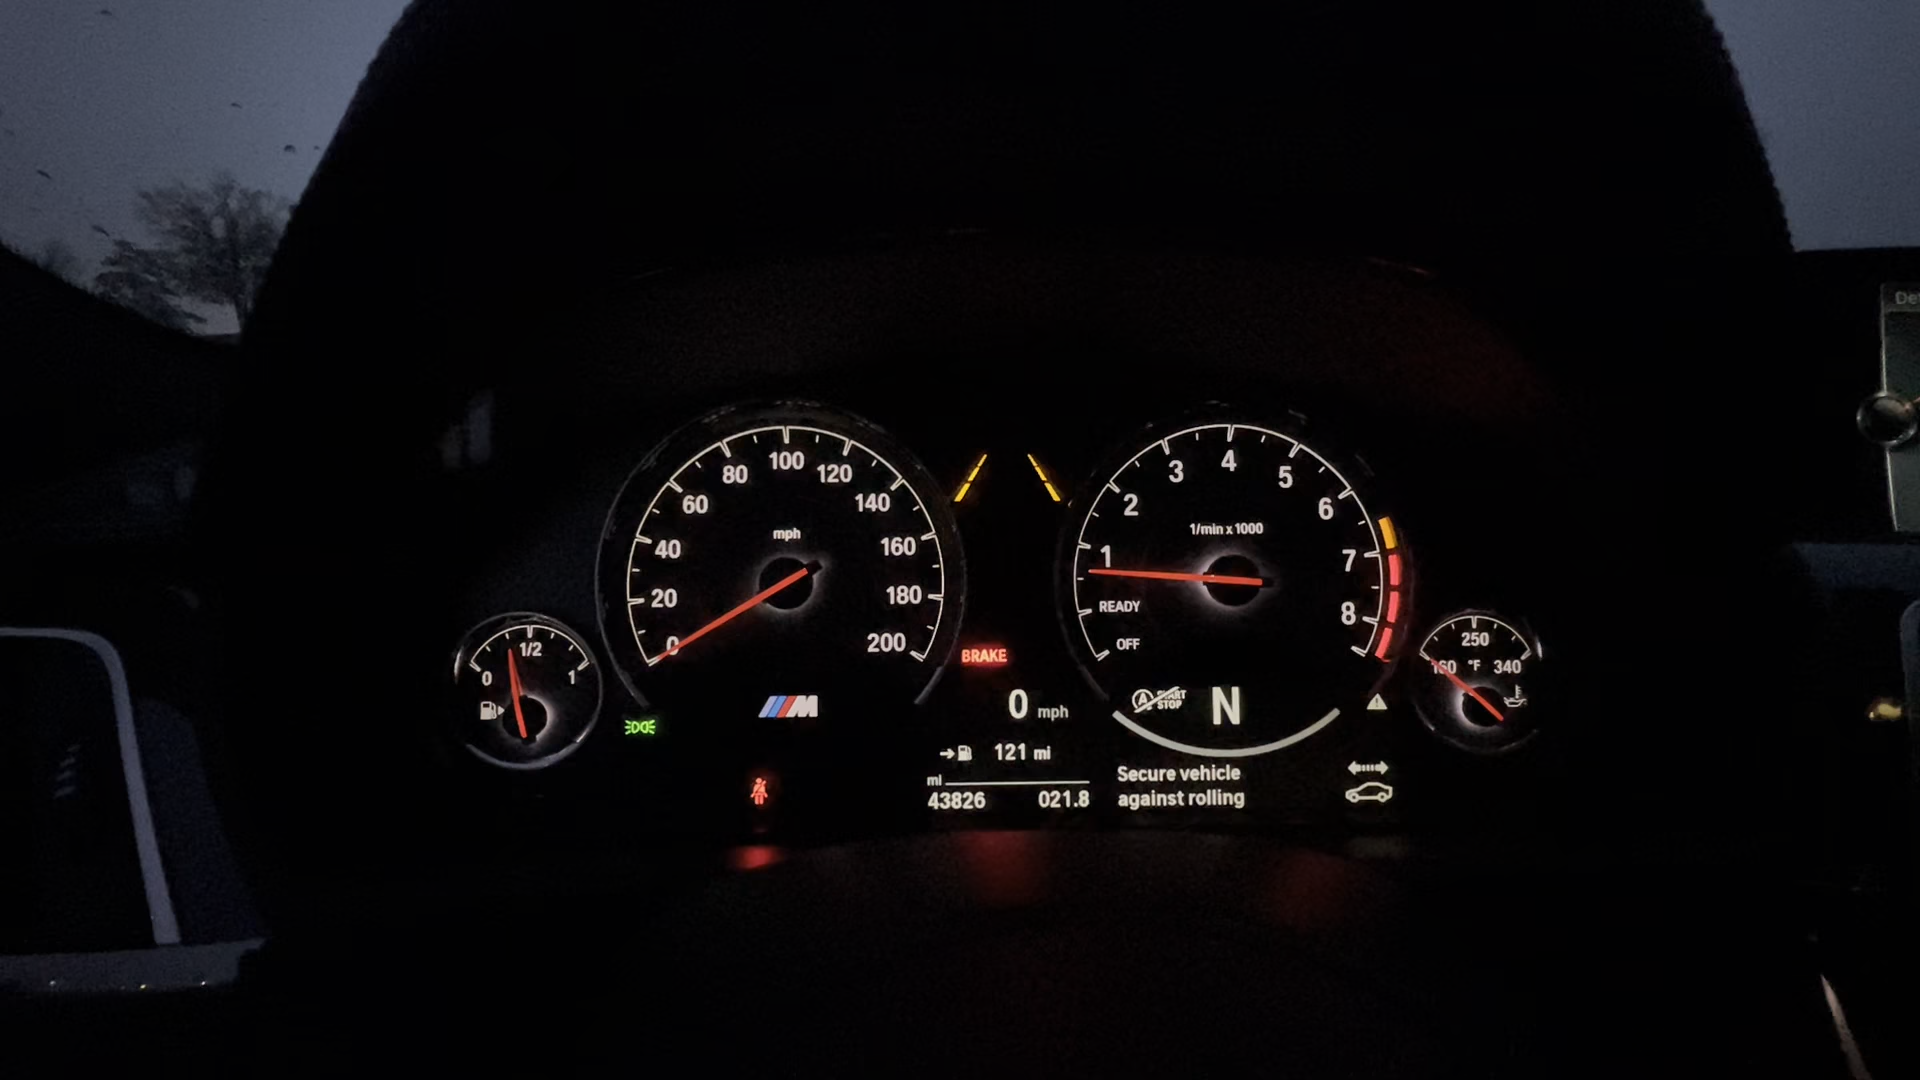 0
20
40
60
80
100
120
140
160
180
200
mph
OFF
READY
1
2
3
4
5
6
7
8
1/min x 1000
0
1/2
1
160
250
340
°F
BRAKE
M
0 mph
121 mi
mi
43826 021.8
A START STOP
N
Secure vehicle
against rolling